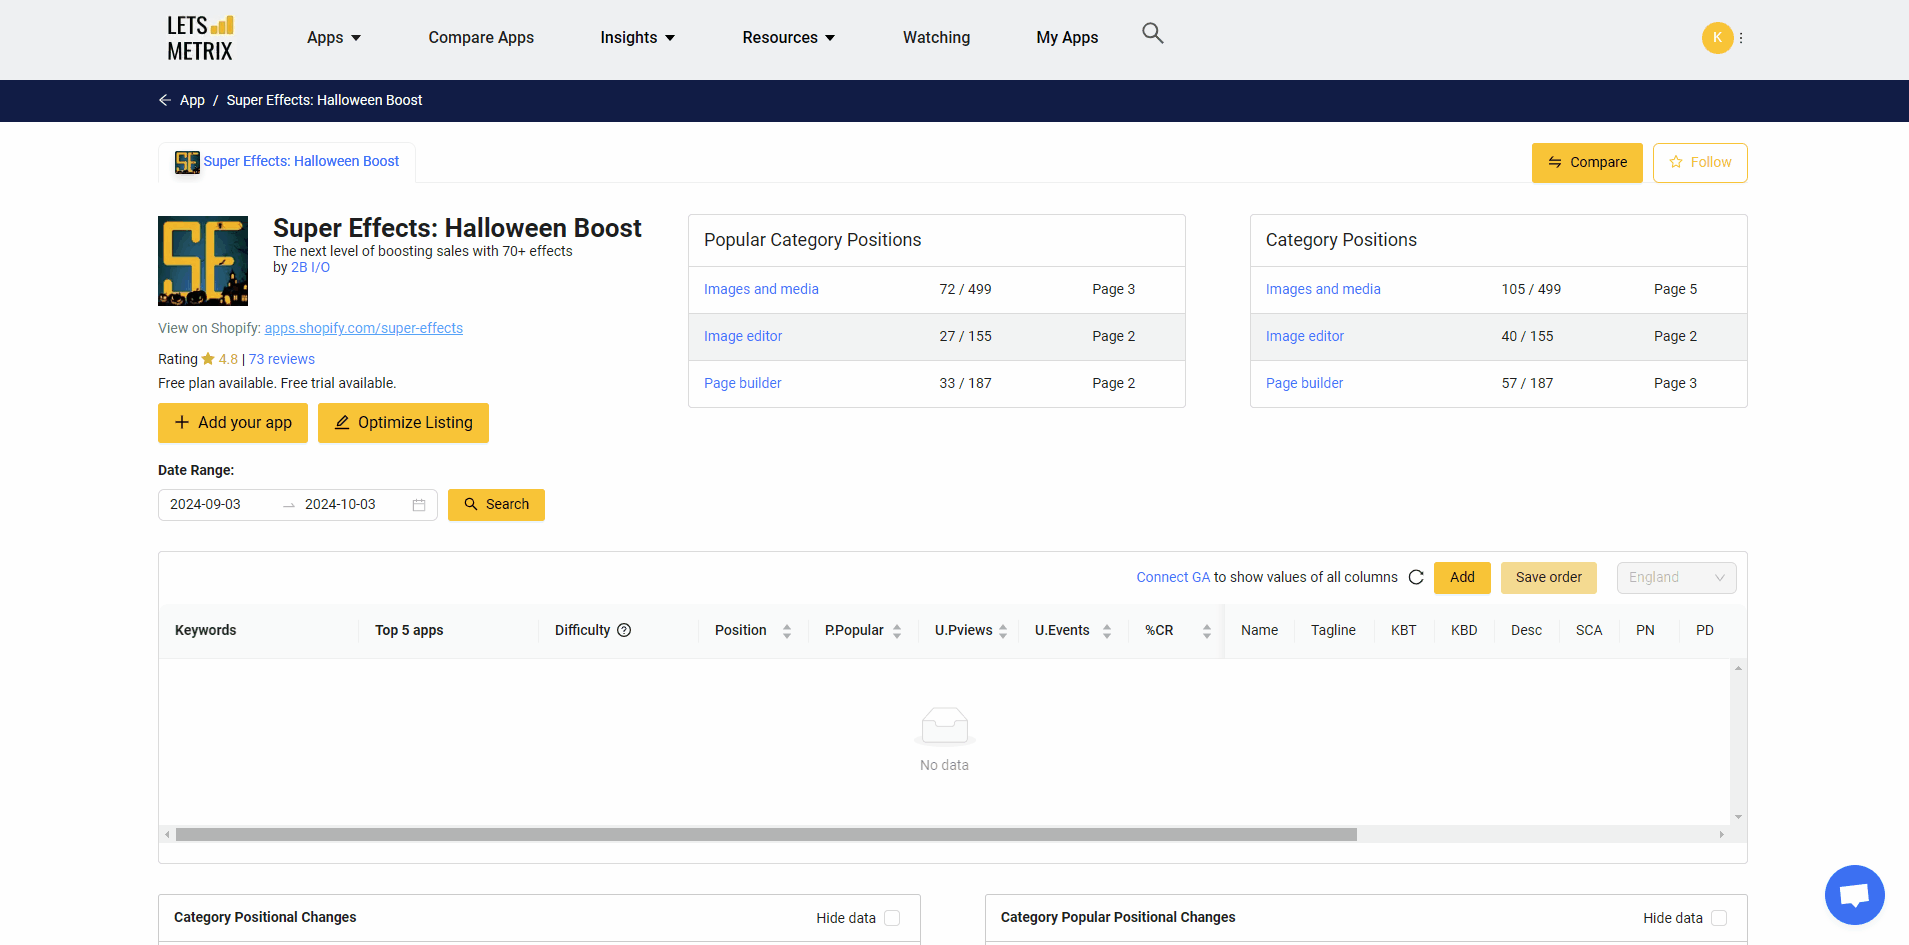 LETS
METRIX
Apps
Compare Apps
Insights
Resources
Watching
My Apps
K
App / Super Effects: Halloween Boost
SE Super Effects: Halloween Boost
Compare
Follow
SE
Super Effects: Halloween Boost
The next level of boosting sales with 70+ effects
by 2B I/O
View on Shopify: apps.shopify.com/super-effects
Rating 4.8 | 73 reviews
Free plan available. Free trial available.
Add your app
Optimize Listing
Popular Category Positions
Images and media 72 / 499 Page 3
Image editor 27 / 155 Page 2
Page builder 33 / 187 Page 2
Category Positions
Images and media 105 / 499 Page 5
Image editor 40 / 155 Page 2
Page builder 57 / 187 Page 3
Date Range:
2024-09-03 2024-10-03 Search
Connect GA to show values of all columns Add Save order England
Keywords Top 5 apps Difficulty Position P.Popular U.Pviews U.Events %CR Name Tagline KBT KBD Desc SCA PN PD
No data
Category Positional Changes Hide data
Category Popular Positional Changes Hide data